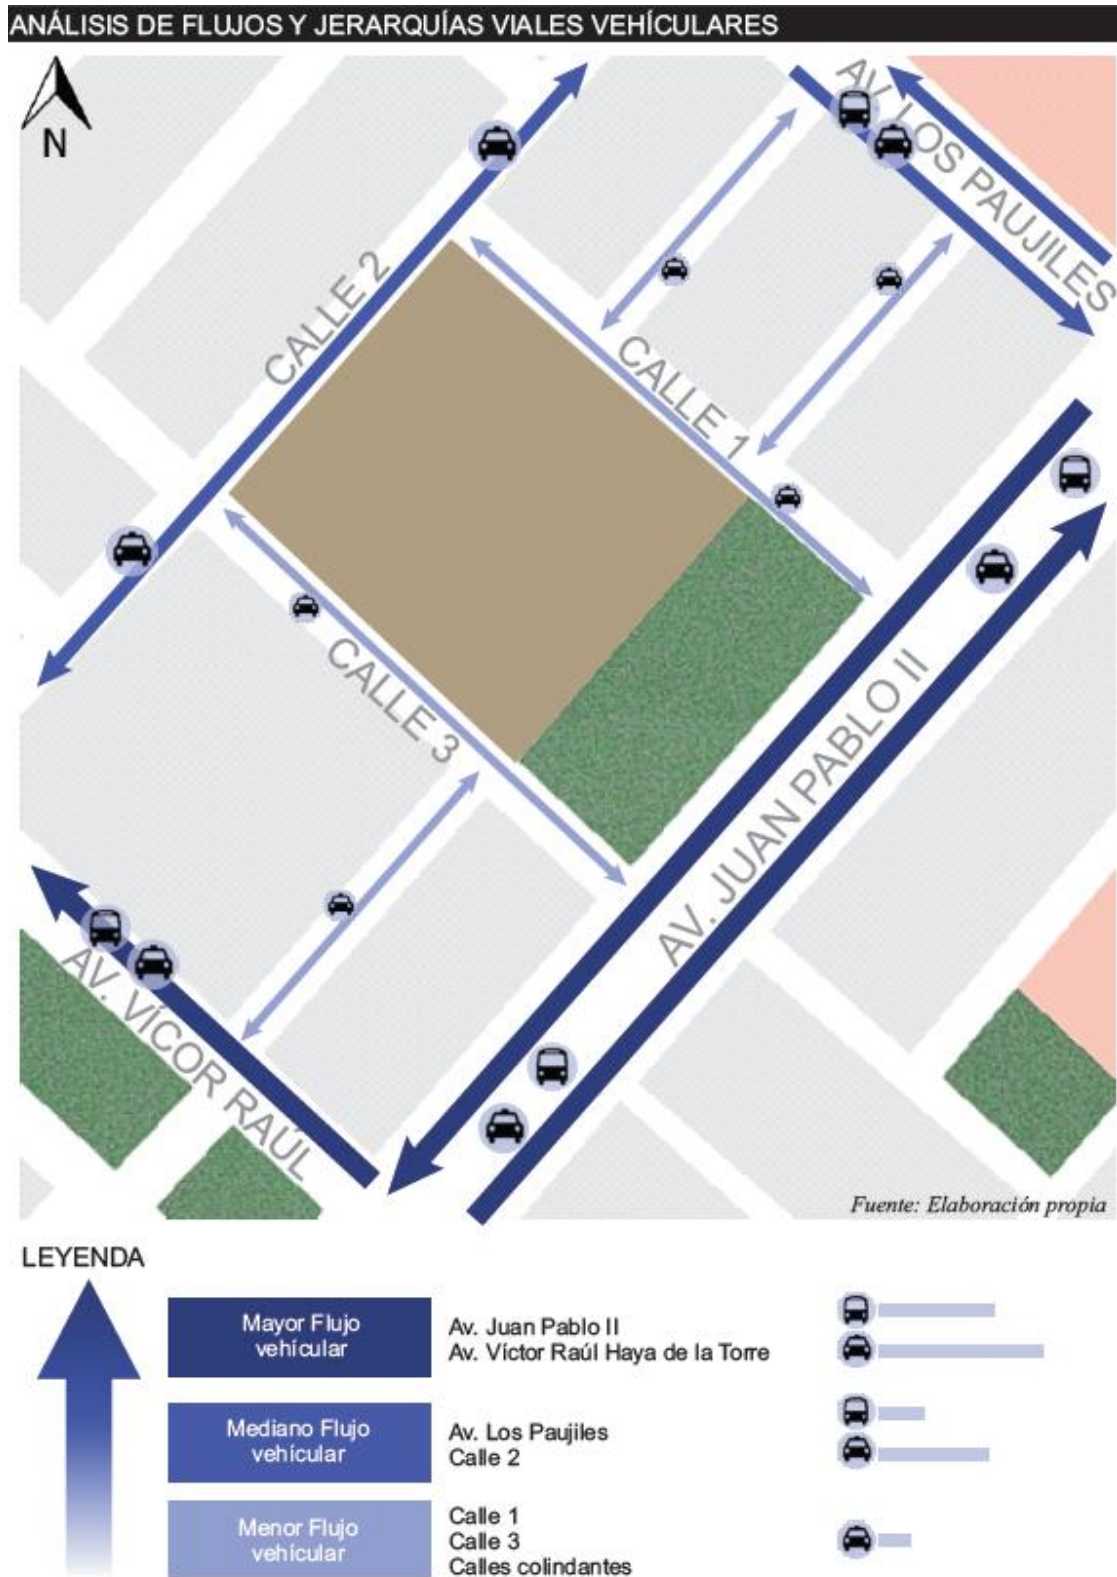 ANÁLISIS DE FLUJOS Y JERARQUÍAS VIALES VEHÍCULARES
N
AV. LOS PAUJILES
CALLE 2
CALLE 1
CALLE 3
AV. JUAN PABLO II
AV. VÍCOR RAÚL
Fuente: Elaboración propia
LEYENDA
Mayor Flujo
vehícular
Av. Juan Pablo II
Av. Víctor Raúl Haya de la Torre
Mediano Flujo
vehícular
Av. Los Paujiles
Calle 2
Menor Flujo
vehícular
Calle 1
Calle 3
Calles colindantes